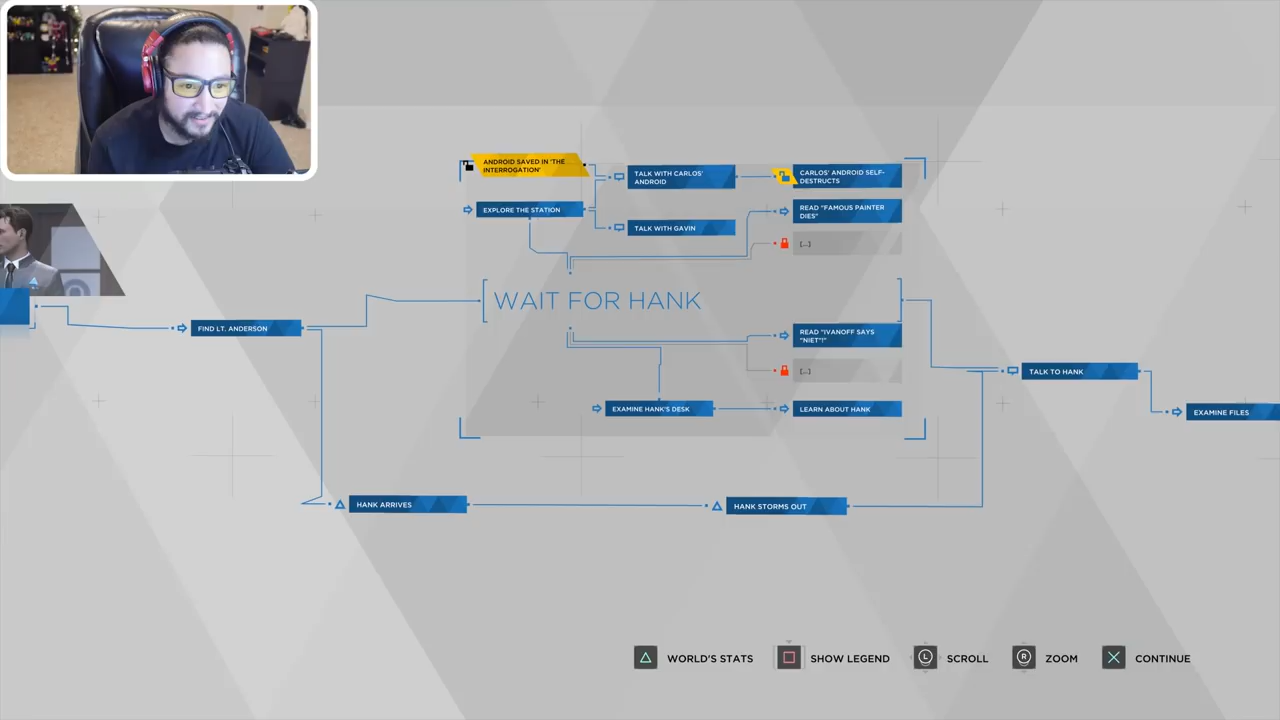 ANDROID SAVED IN 'THE
INTERROGATION'
TALK WITH CARLOS'
ANDROID
CARLOS' ANDROID SELF-
DESTRUCTS
EXPLORE THE STATION
READ "FAMOUS PAINTER
DIES"
TALK WITH GAVIN
[...]
WAIT FOR HANK
FIND LT. ANDERSON
READ "IVANOFF SAYS
"NIET"!"
[...]
TALK TO HANK
EXAMINE HANK'S DESK
LEARN ABOUT HANK
EXAMINE FILES
HANK ARRIVES
HANK STORMS OUT
WORLD'S STATS
SHOW LEGEND
L SCROLL
R ZOOM
CONTINUE